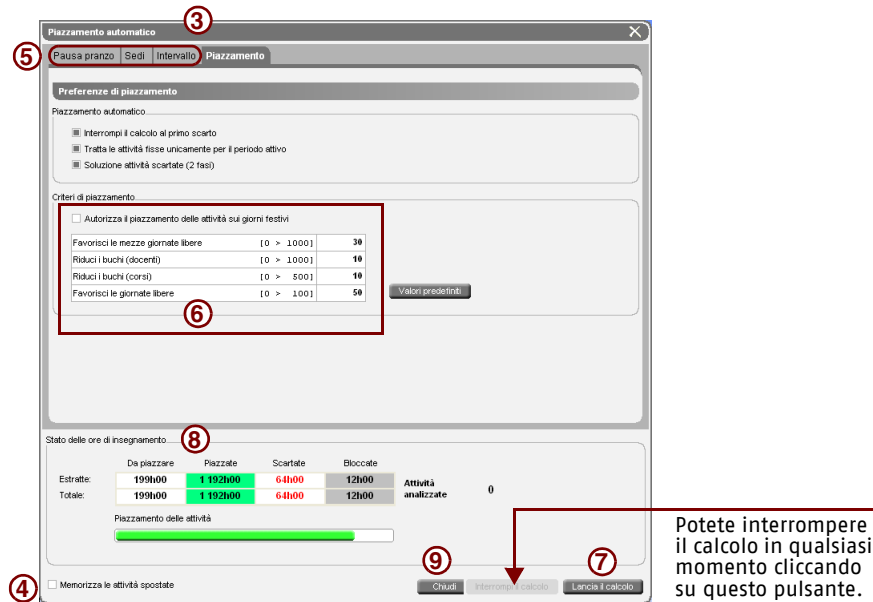 ③
Piazzamento automatico
⑤ Pausa pranzo Sedi Intervallo Piazzamento
Preferenze di piazzamento
Piazzamento automatico
Interrompi il calcolo al primo scarto
Tratta le attività fisse unicamente per il periodo attivo
Soluzione attività scartate (2 fasi)
Criteri di piazzamento
Autorizza il piazzamento delle attività sui giorni festivi
Favorisci le mezze giornate libere [0 > 1000] 30
Riduci i buchi (docenti) [0 > 1000] 10
Riduci i buchi (corsi) [0 > 500] 10
Favorisci le giornate libere [0 > 100] 50 Valori predefiniti
⑥
Stato delle ore di insegnamento ⑧
Da piazzare Piazzate Scartate Bloccate
Estratte: 199h00 1 192h00 64h00 12h00
Totale: 199h00 1 192h00 64h00 12h00
Attività analizzate 0
Piazzamento delle attività
④ Memorizza le attività spostate
⑨ Chiudi Interrompi il calcolo ⑦ Lancia il calcolo
Potete interrompere
il calcolo in qualsiasi
momento cliccando
su questo pulsante.